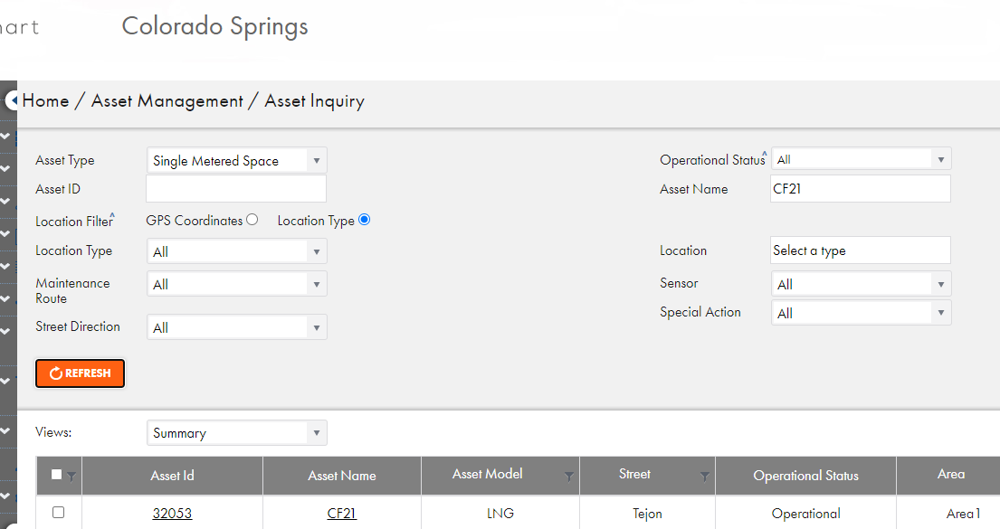 art
Colorado Springs
Home / Asset Management / Asset Inquiry
Asset Type Single Metered Space Operational Status^ All
Asset ID Asset Name CF21
Location Filter^ GPS Coordinates Location Type
Location Type All Location Select a type
Maintenance Route All Sensor All
Special Action All
Street Direction All
REFRESH
Views: Summary
Asset Id Asset Name Asset Model Street Operational Status Area
32053 CF21 LNG Tejon Operational Area1